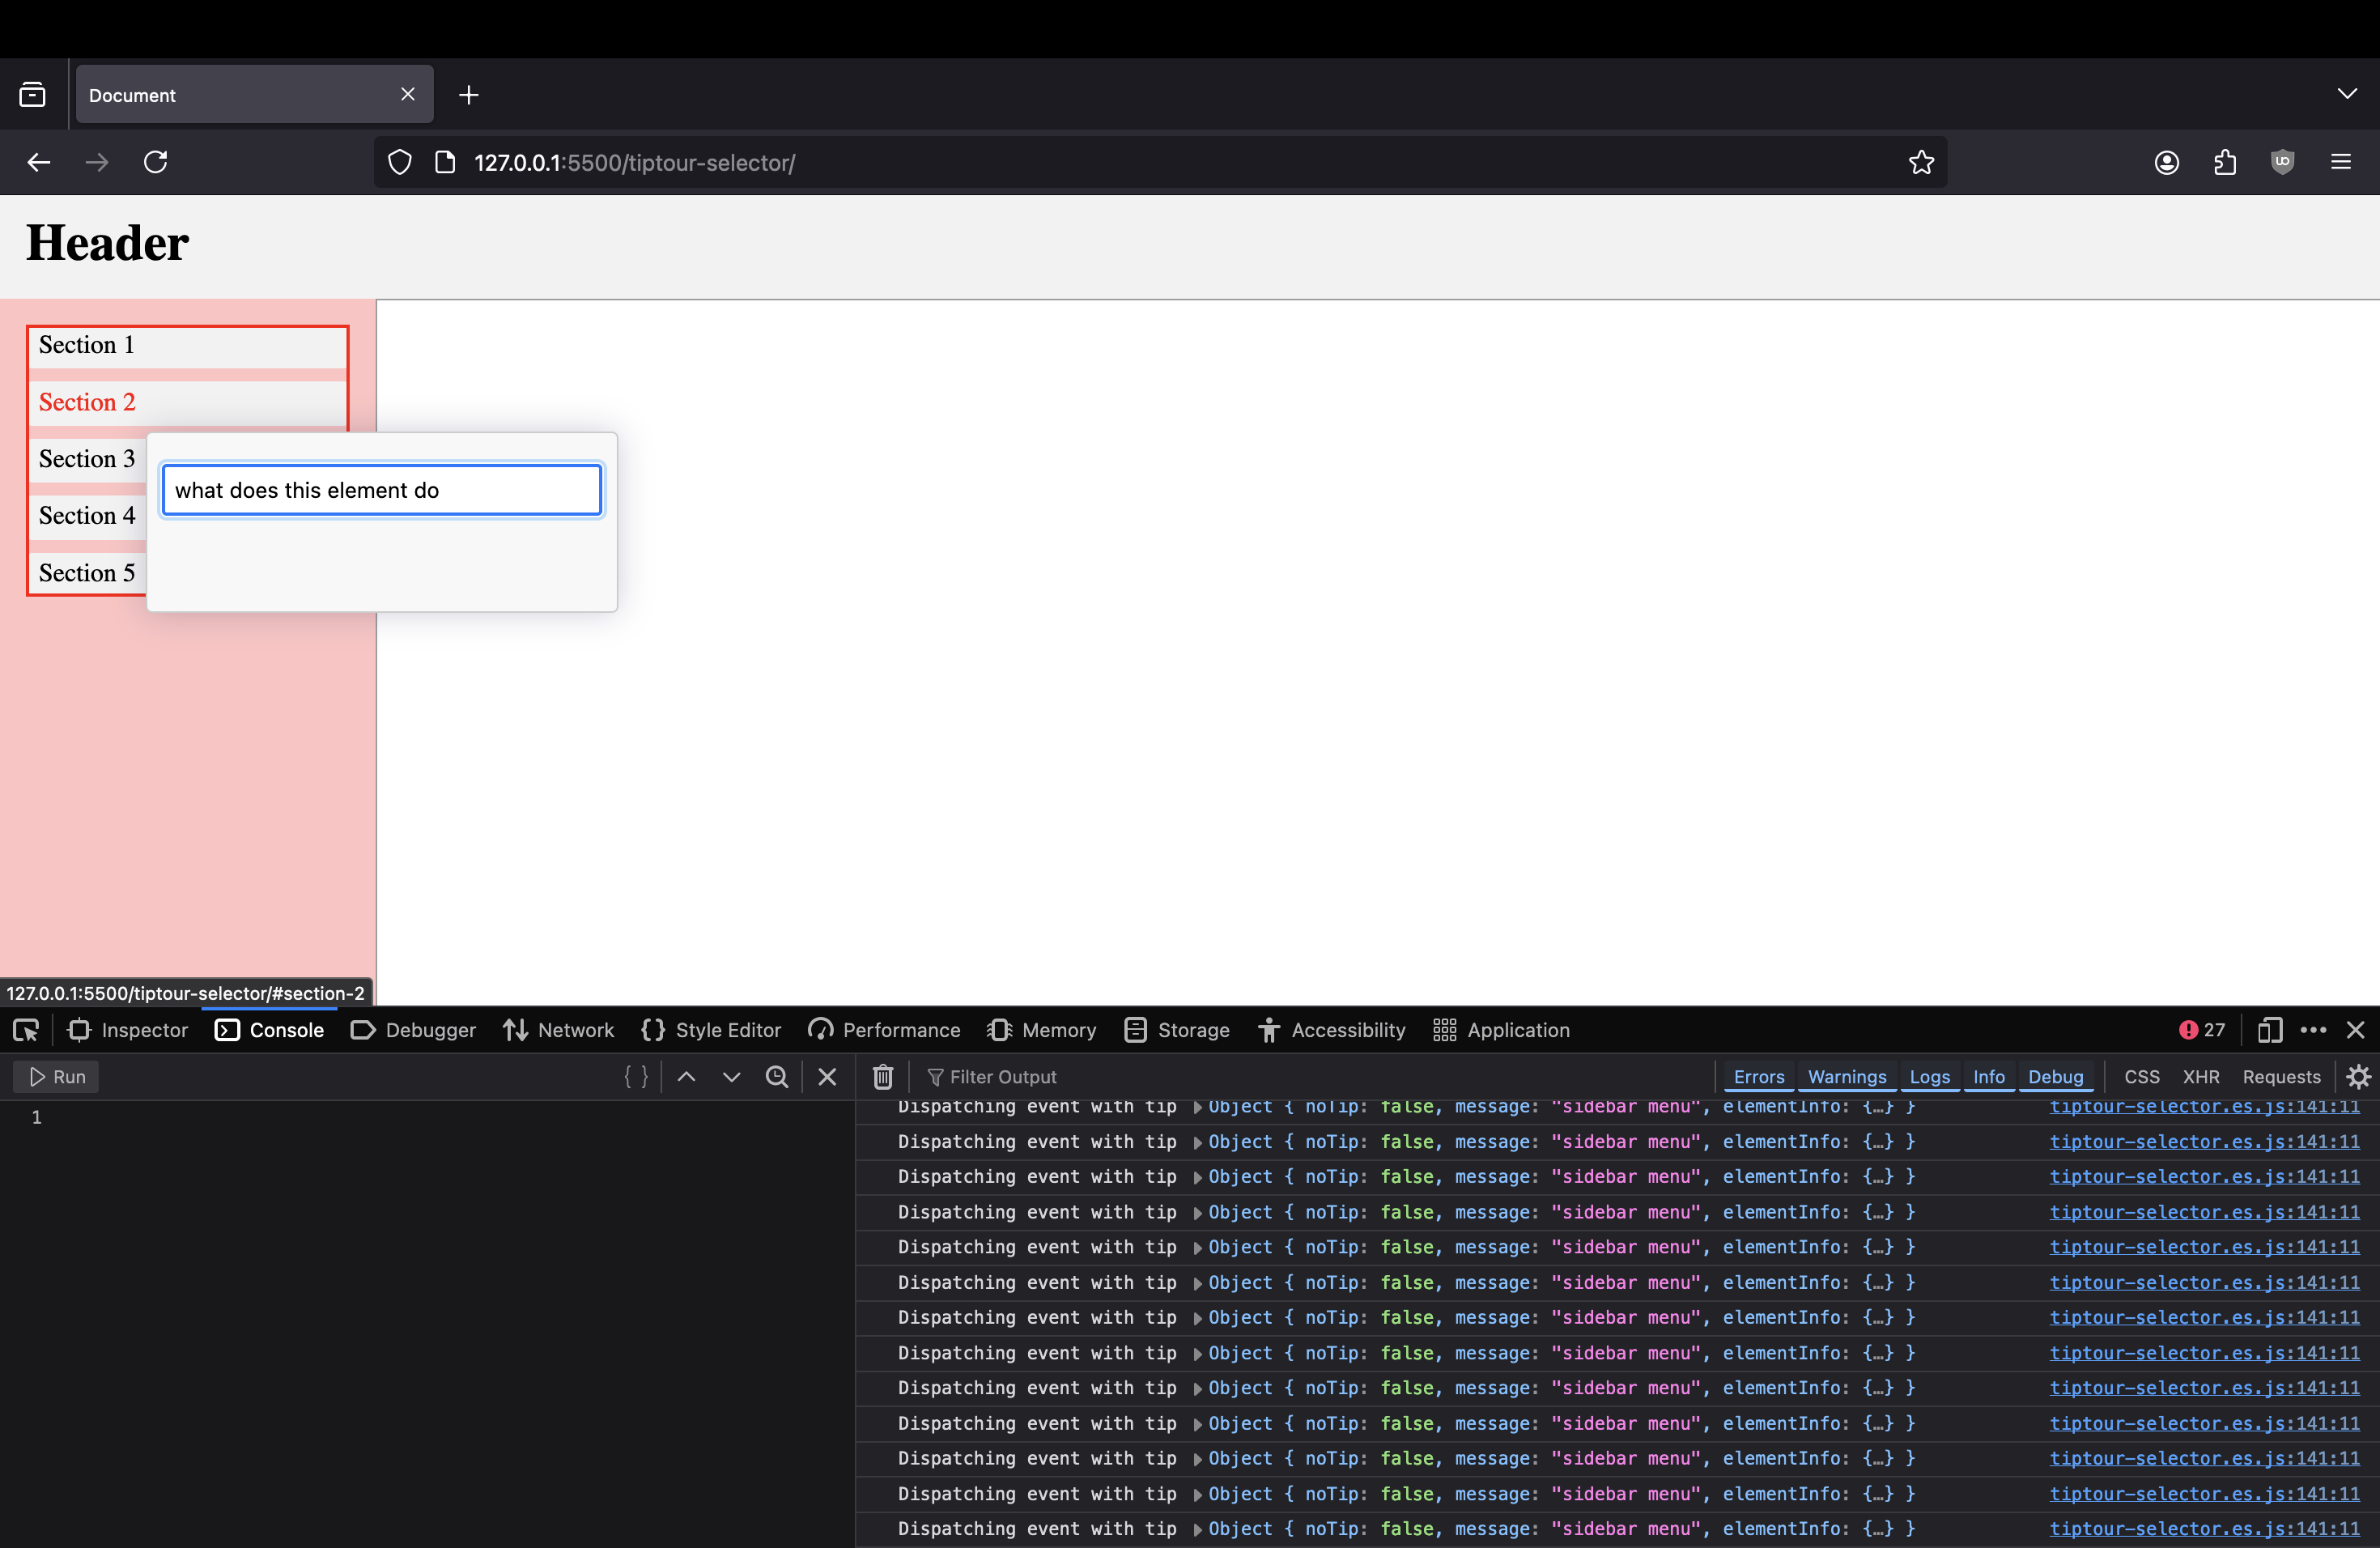 Document
127.0.0.1:5500/tiptour-selector/
Header
Section 1
Section 2
Section 3
what does this element do
Section 4
Section 5
127.0.0.1:5500/tiptour-selector/#section-2
Inspector Console Debugger Network Style Editor Performance Memory Storage Accessibility Application 27
Run Filter Output Errors Warnings Logs Info Debug CSS XHR Requests
1
Dispatching event with tip Object { noTip: false, message: "sidebar menu", elementInfo: {…} } tiptour-selector.es.js:141:11
Dispatching event with tip Object { noTip: false, message: "sidebar menu", elementInfo: {…} } tiptour-selector.es.js:141:11
Dispatching event with tip Object { noTip: false, message: "sidebar menu", elementInfo: {…} } tiptour-selector.es.js:141:11
Dispatching event with tip Object { noTip: false, message: "sidebar menu", elementInfo: {…} } tiptour-selector.es.js:141:11
Dispatching event with tip Object { noTip: false, message: "sidebar menu", elementInfo: {…} } tiptour-selector.es.js:141:11
Dispatching event with tip Object { noTip: false, message: "sidebar menu", elementInfo: {…} } tiptour-selector.es.js:141:11
Dispatching event with tip Object { noTip: false, message: "sidebar menu", elementInfo: {…} } tiptour-selector.es.js:141:11
Dispatching event with tip Object { noTip: false, message: "sidebar menu", elementInfo: {…} } tiptour-selector.es.js:141:11
Dispatching event with tip Object { noTip: false, message: "sidebar menu", elementInfo: {…} } tiptour-selector.es.js:141:11
Dispatching event with tip Object { noTip: false, message: "sidebar menu", elementInfo: {…} } tiptour-selector.es.js:141:11
Dispatching event with tip Object { noTip: false, message: "sidebar menu", elementInfo: {…} } tiptour-selector.es.js:141:11
Dispatching event with tip Object { noTip: false, message: "sidebar menu", elementInfo: {…} } tiptour-selector.es.js:141:11
Dispatching event with tip Object { noTip: false, message: "sidebar menu", elementInfo: {…} } tiptour-selector.es.js:141:11